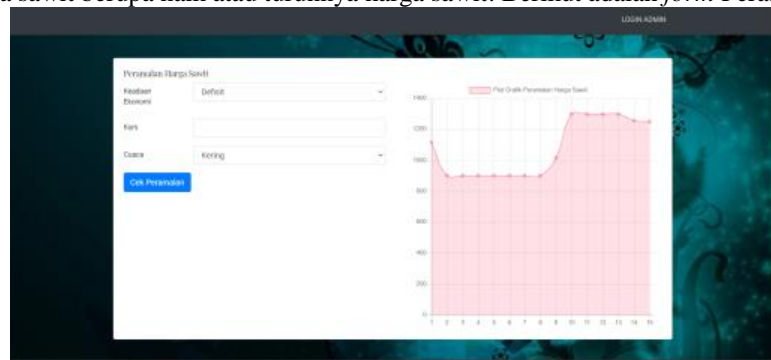 a sawit berupa naik atau turunnya harga sawit. Berikut adalah form Pera
LOGIN ADMIN
Peramalan Harga Sawit
Keadaan
Ekonomi
Defisit
Kurs
Cuaca
Kering
Cek Peramalan
Plot Grafik Peramalan Harga Sawit
1400
1200
1000
800
600
400
200
0
1 2 3 4 5 6 7 8 9 10 11 12 13 14 15